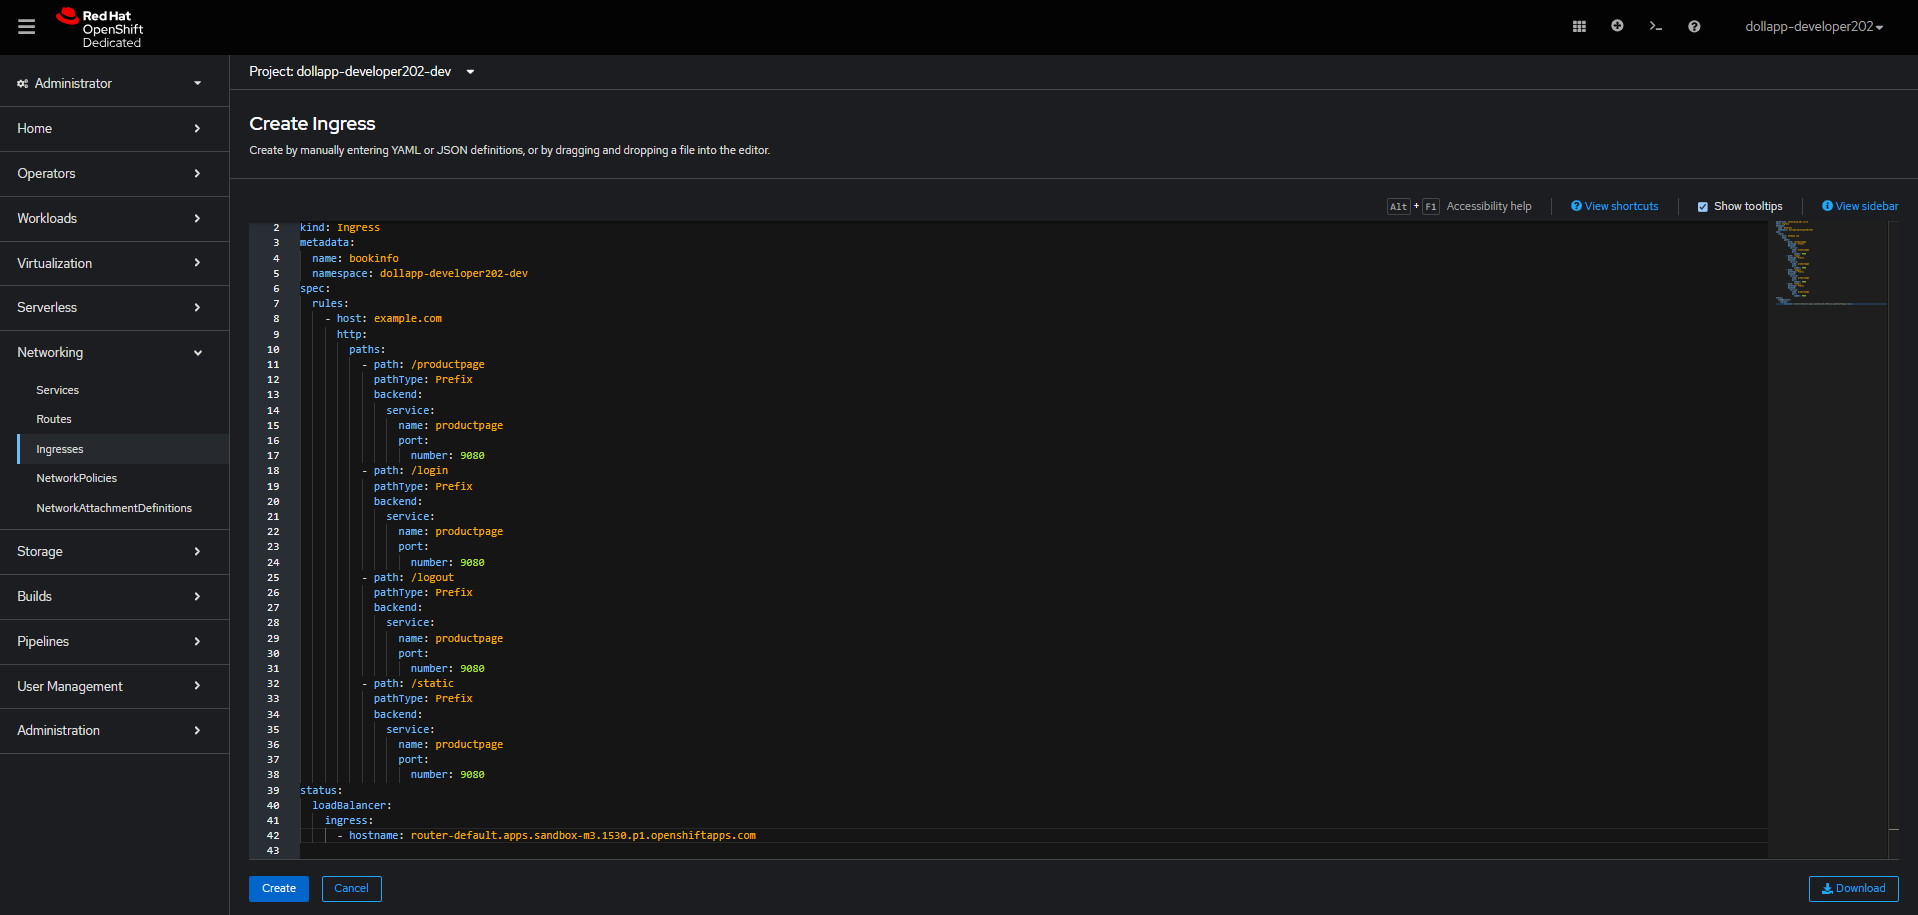 Red Hat
OpenShift
Dedicated
dollapp-developer202
Administrator
Home
Operators
Workloads
Virtualization
Serverless
Networking
Services
Routes
Ingresses
NetworkPolicies
NetworkAttachmentDefinitions
Storage
Builds
Pipelines
User Management
Administration
Project: dollapp-developer202-dev
Create Ingress
Create by manually entering YAML or JSON definitions, or by dragging and dropping a file into the editor.
Alt + F1 Accessibility help View shortcuts Show tooltips View sidebar
2 kind: Ingress
3 metadata:
4 name: bookinfo
5 namespace: dollapp-developer202-dev
6 spec:
7 rules:
8 - host: example.com
9 http:
10 paths:
11 - path: /productpage
12 pathType: Prefix
13 backend:
14 service:
15 name: productpage
16 port:
17 number: 9080
18 - path: /login
19 pathType: Prefix
20 backend:
21 service:
22 name: productpage
23 port:
24 number: 9080
25 - path: /logout
26 pathType: Prefix
27 backend:
28 service:
29 name: productpage
30 port:
31 number: 9080
32 - path: /static
33 pathType: Prefix
34 backend:
35 service:
36 name: productpage
37 port:
38 number: 9080
39 status:
40 loadBalancer:
41 ingress:
42 - hostname: router-default.apps.sandbox-m3.1530.p1.openshiftapps.com
43
Create Cancel Download